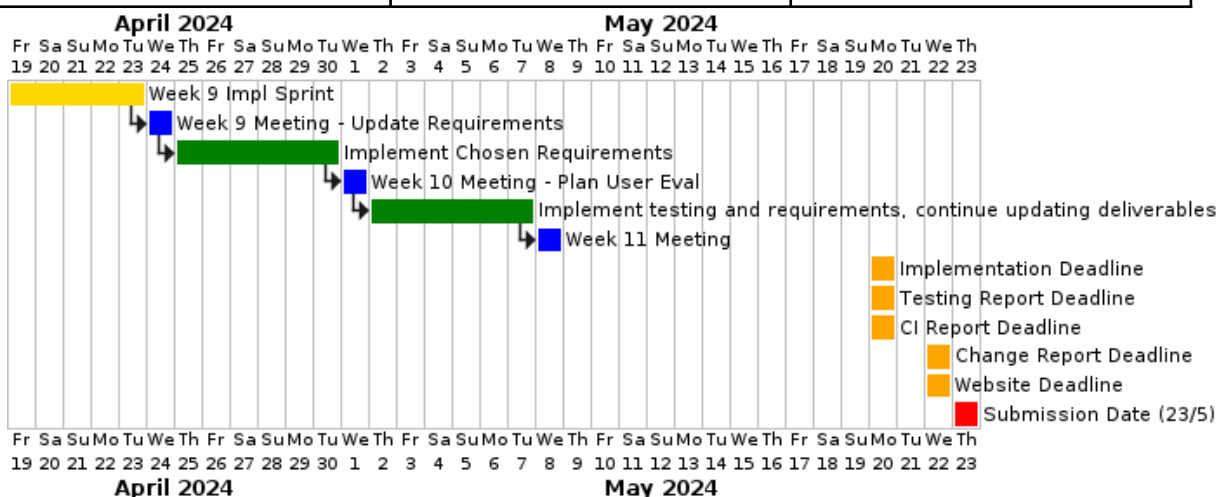 April 2024 May 2024
Fr Sa Su Mo Tu We Th Fr Sa Su Mo Tu We Th Fr Sa Su Mo Tu We Th Fr Sa Su Mo Tu We Th Fr Sa Su Mo Tu We Th
19 20 21 22 23 24 25 26 27 28 29 30 1 2 3 4 5 6 7 8 9 10 11 12 13 14 15 16 17 18 19 20 21 22 23
Week 9 Impl Sprint
Week 9 Meeting - Update Requirements
Implement Chosen Requirements
Week 10 Meeting - Plan User Eval
Implement testing and requirements, continue updating deliverables
Week 11 Meeting
Implementation Deadline
Testing Report Deadline
CI Report Deadline
Change Report Deadline
Website Deadline
Submission Date (23/5)
Fr Sa Su Mo Tu We Th Fr Sa Su Mo Tu We Th Fr Sa Su Mo Tu We Th Fr Sa Su Mo Tu We Th Fr Sa Su Mo Tu We Th
19 20 21 22 23 24 25 26 27 28 29 30 1 2 3 4 5 6 7 8 9 10 11 12 13 14 15 16 17 18 19 20 21 22 23
April 2024 May 2024